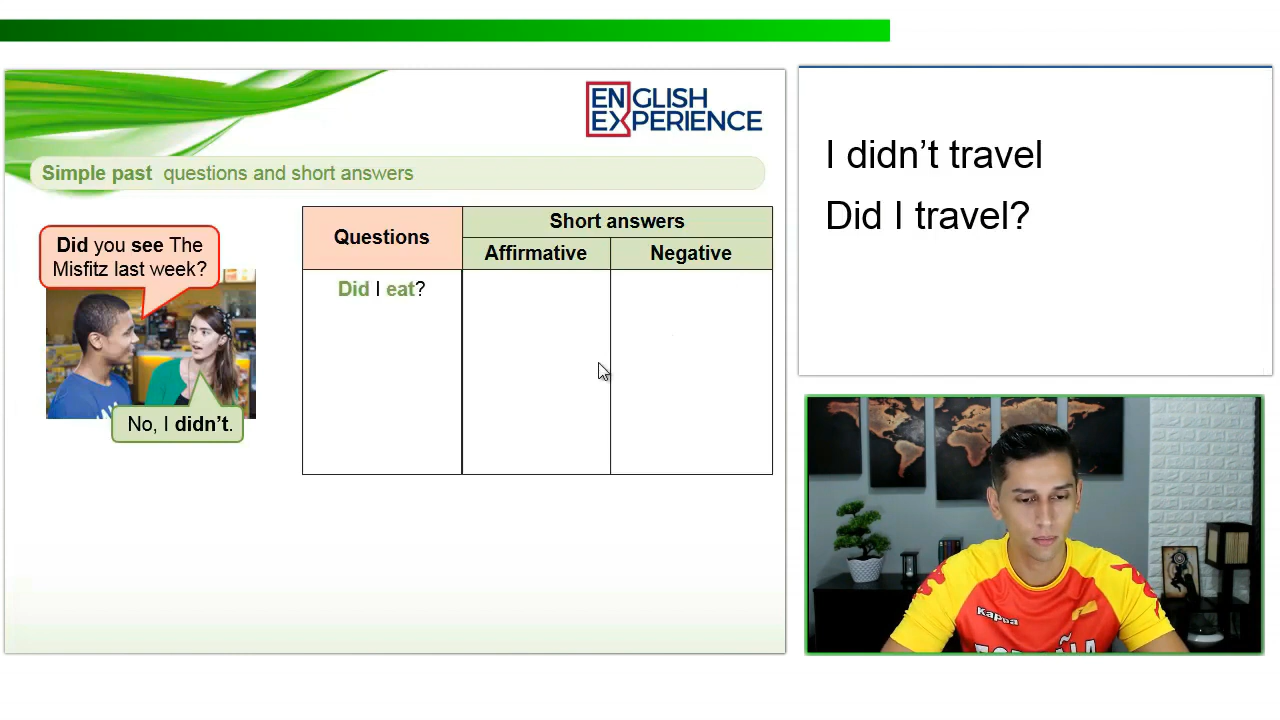 ENGLISH
EXPERIENCE
Simple past questions and short answers
Did you see The
Misfitz last week?
No, I didn't.
Questions
Short answers
Affirmative
Negative
Did I eat?
I didn't travel
Did I travel?
Kappa